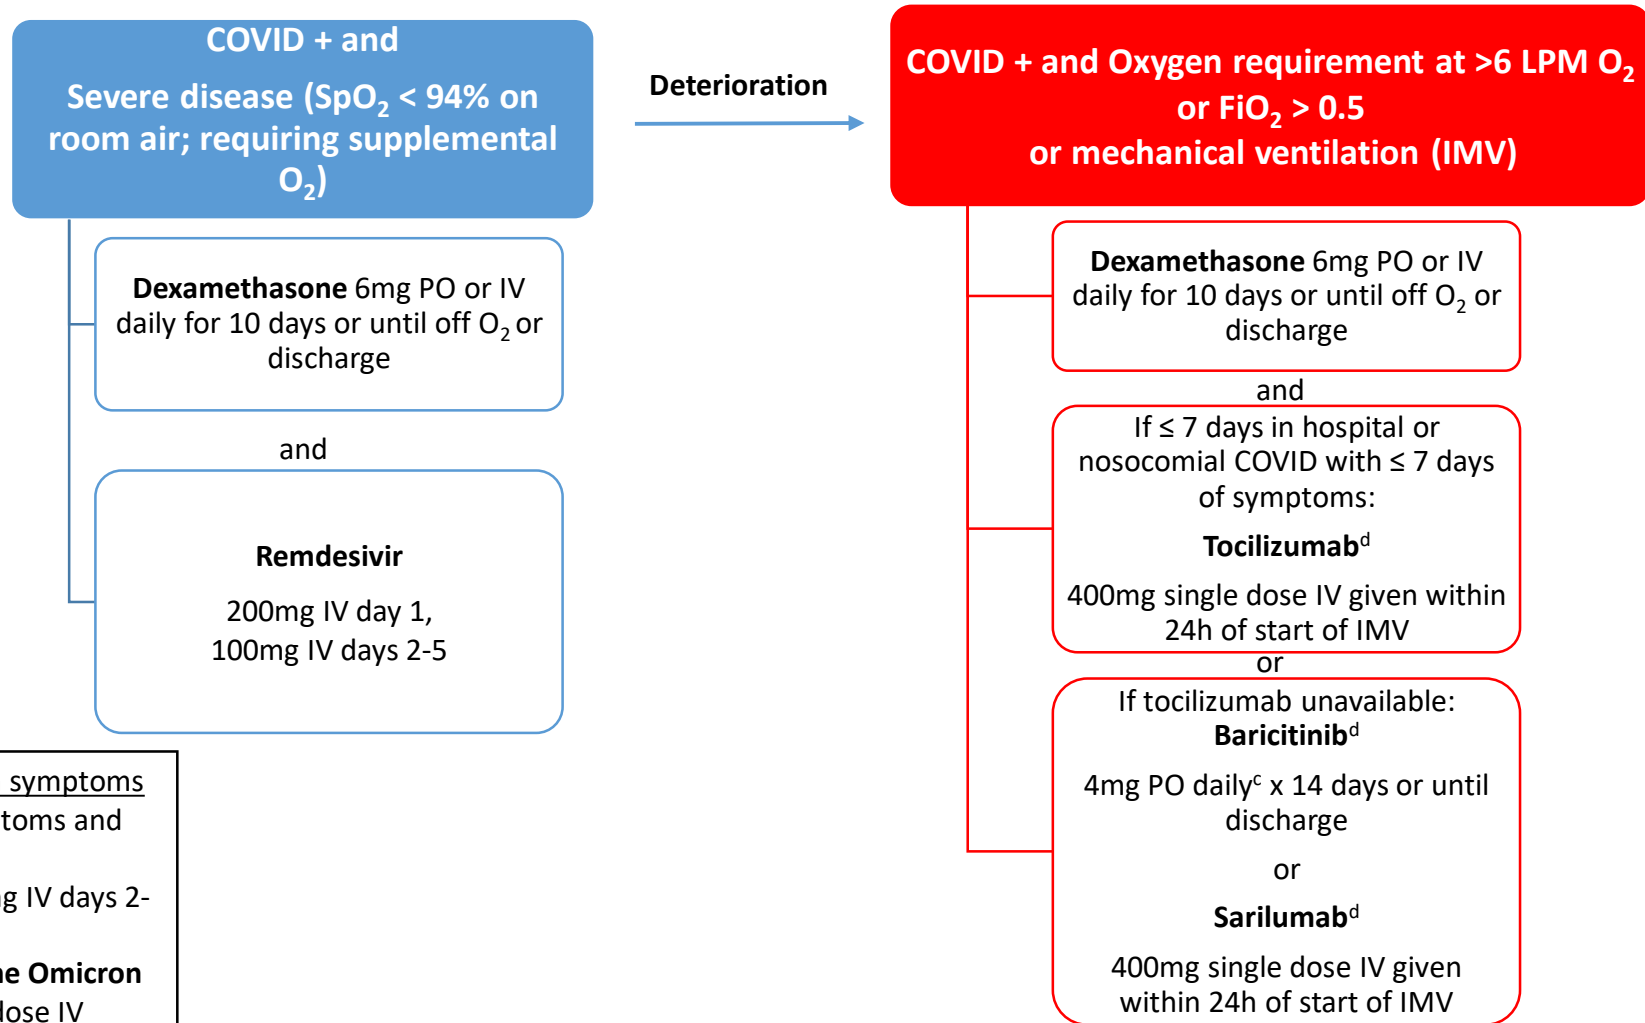 COVID + and
Severe disease (SpO₂ < 94% on
room air; requiring supplemental
O₂)
Deterioration
COVID + and Oxygen requirement at >6 LPM O₂
or FiO₂ > 0.5
or mechanical ventilation (IMV)
Dexamethasone 6mg PO or IV
daily for 10 days or until off O₂ or
discharge
and
Remdesivir
200mg IV day 1,
100mg IV days 2-5
Dexamethasone 6mg PO or IV
daily for 10 days or until off O₂ or
discharge
and
If ≤ 7 days in hospital or
nosocomial COVID with ≤ 7 days
of symptoms:
Tocilizumabᵈ
400mg single dose IV given within
24h of start of IMV
or
If tocilizumab unavailable:
Baricitinibᵈ
4mg PO dailyᶜ x 14 days or until
discharge
or
Sarilumabᵈ
400mg single dose IV given
within 24h of start of IMV
symptoms
and
IV days 2-
Omicron
dose IV